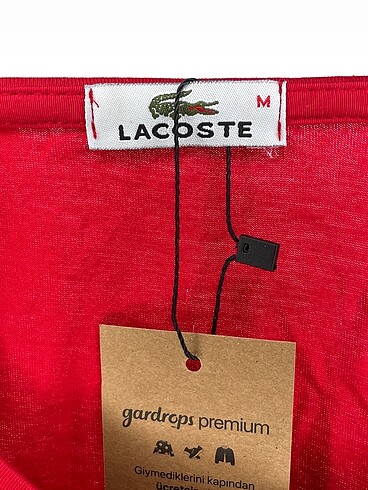 M
LACOSTE
gardrops premium
Giymediklerini kapından